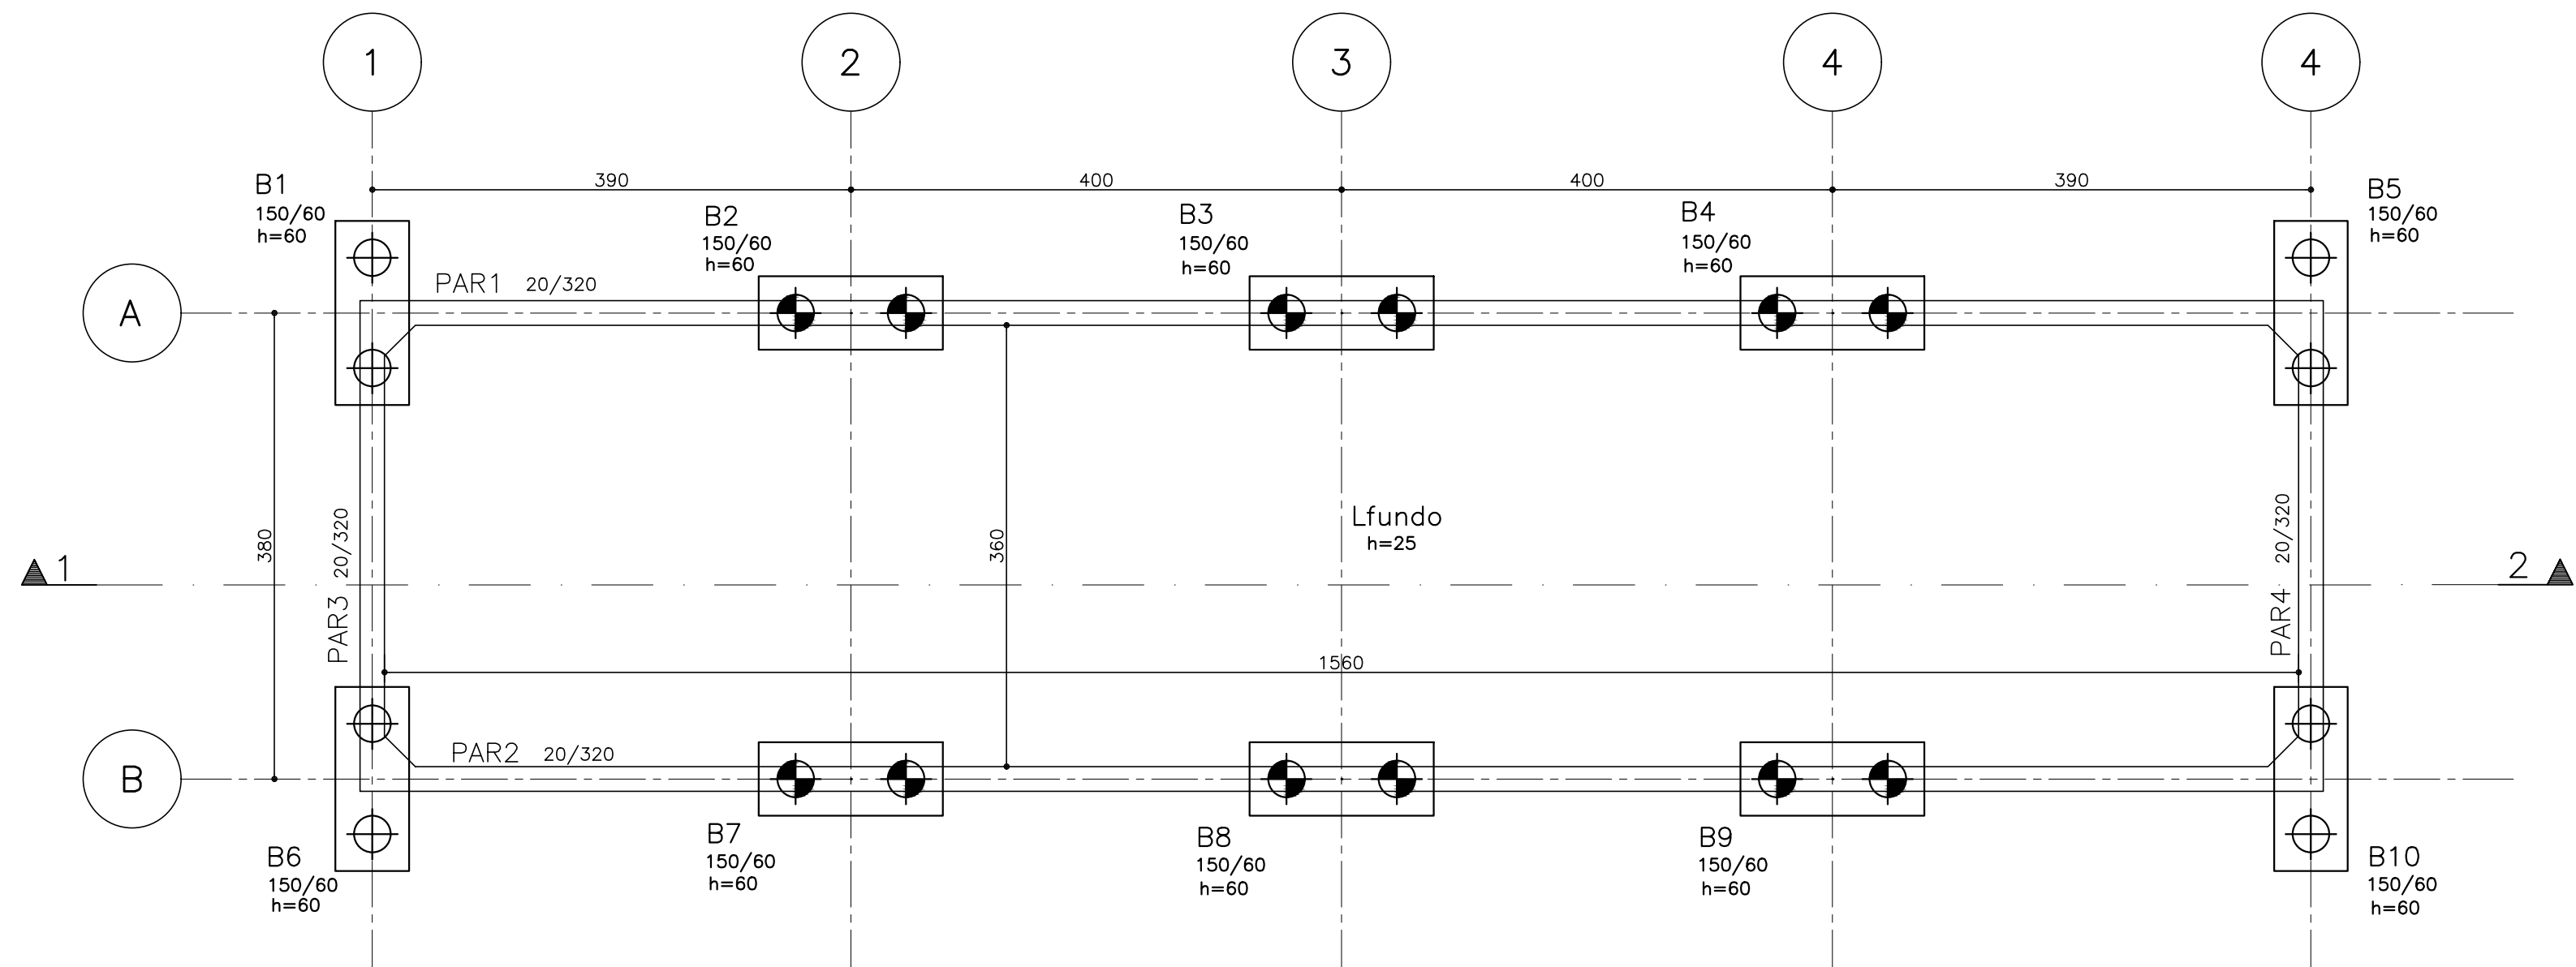 1
2
3
4
4
390
400
400
390
B1
150/60
h=60
B2
150/60
h=60
B3
150/60
h=60
B4
150/60
h=60
B5
150/60
h=60
A
PAR1 20/320
380
360
PAR3 20/320
Lfundo
h=25
PAR4 20/320
1
2
1560
B
PAR2 20/320
B6
150/60
h=60
B7
150/60
h=60
B8
150/60
h=60
B9
150/60
h=60
B10
150/60
h=60